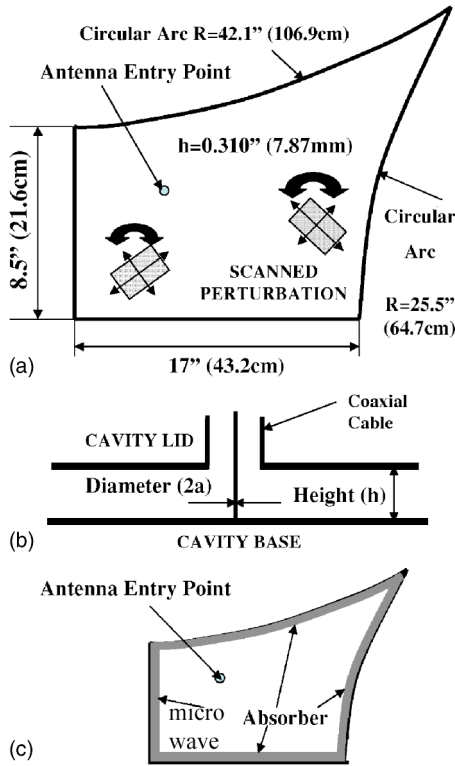 Circular Arc R=42.1” (106.9cm)
Antenna Entry Point
h=0.310” (7.87mm)
8.5” (21.6cm)
Circular
Arc
R=25.5”
(64.7cm)
SCANNED
PERTURBATION
17” (43.2cm)
(a)
Coaxial
Cable
CAVITY LID
Diameter (2a)
Height (h)
(b)
CAVITY BASE
Antenna Entry Point
micro
wave
Absorber
(c)